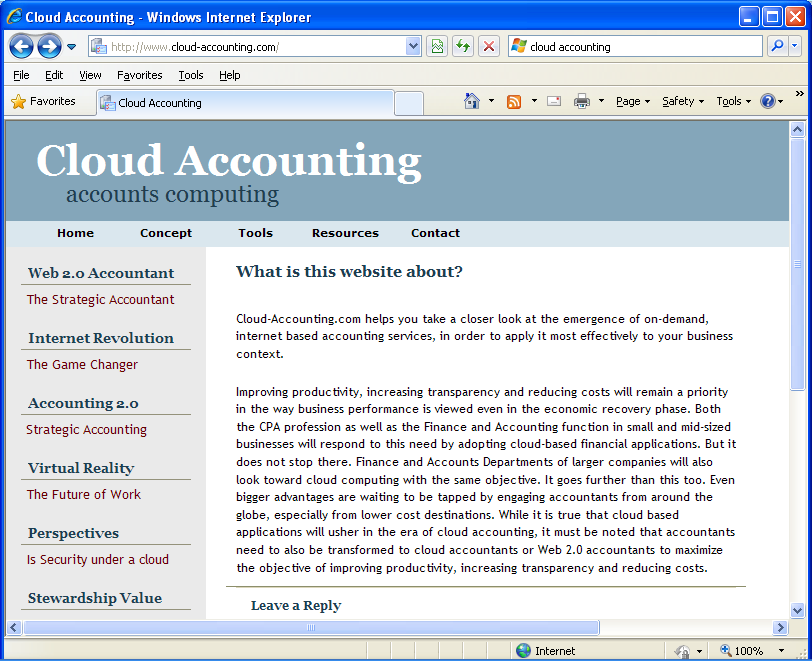 Cloud Accounting - Windows Internet Explorer
http://www.cloud-accounting.com/
cloud accounting
File Edit View Favorites Tools Help
Favorites Cloud Accounting Page Safety Tools
Cloud Accounting
accounts computing
Home Concept Tools Resources Contact
Web 2.0 Accountant
The Strategic Accountant
Internet Revolution
The Game Changer
Accounting 2.0
Strategic Accounting
Virtual Reality
The Future of Work
Perspectives
Is Security under a cloud
Stewardship Value
What is this website about?
Cloud-Accounting.com helps you take a closer look at the emergence of on-demand,
internet based accounting services, in order to apply it most effectively to your business
context.
Improving productivity, increasing transparency and reducing costs will remain a priority
in the way business performance is viewed even in the economic recovery phase. Both
the CPA profession as well as the Finance and Accounting function in small and mid-sized
businesses will respond to this need by adopting cloud-based financial applications. But it
does not stop there. Finance and Accounts Departments of larger companies will also
look toward cloud computing with the same objective. It goes further than this too. Even
bigger advantages are waiting to be tapped by engaging accountants from around the
globe, especially from lower cost destinations. While it is true that cloud based
applications will usher in the era of cloud accounting, it must be noted that accountants
need to also be transformed to cloud accountants or Web 2.0 accountants to maximize
the objective of improving productivity, increasing transparency and reducing costs.
Leave a Reply
Internet 100%